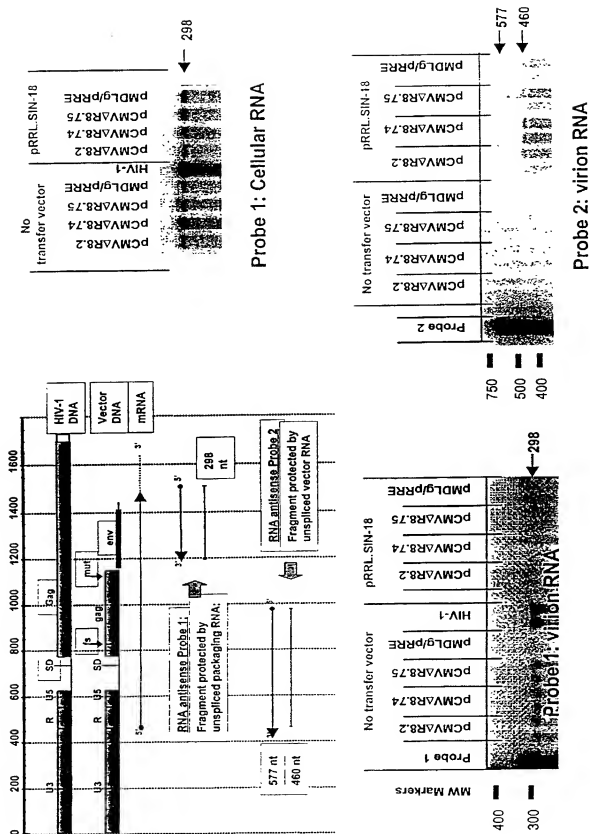 0
200
400
600
800
1000
1200
1400
1600
U3
R
U5
SD
Gag
HIV-1
DNA
U3
R
U5
SD
fs
gag
mut
env
Vector
DNA
5'
3'
mRNA
RNA antisense Probe 1:
Fragment protected by
unspliced packaging RNA:
3'
5'
298
nt
577 nt
460 nt
5'
RNA antisense Probe 2
Fragment protected by
unspliced vector RNA
No
transfer vector
pRRL.SIN-18
pCMVΔR8.2
pCMVΔR8.74
pCMVΔR8.75
pMDLg/pRRE
HIV-1
pCMVΔR8.2
pCMVΔR8.74
pCMVΔR8.75
pMDLg/pRRE
298
Probe 1: Cellular RNA
MW Markers
No transfer vector
pRRL.SIN-18
Probe 1
pCMVΔR8.2
pCMVΔR8.74
pCMVΔR8.75
pMDLg/pRRE
HIV-1
pCMVΔR8.2
pCMVΔR8.74
pCMVΔR8.75
pMDLg/pRRE
400
300
298
Probe 1: Virion RNA
No transfer vector
pRRL.SIN-18
Probe 2
pCMVΔR8.2
pCMVΔR8.74
pCMVΔR8.75
pMDLg/pRRE
pCMVΔR8.2
pCMVΔR8.74
pCMVΔR8.75
pMDLg/pRRE
750
500
400
577
460
Probe 2: virion RNA